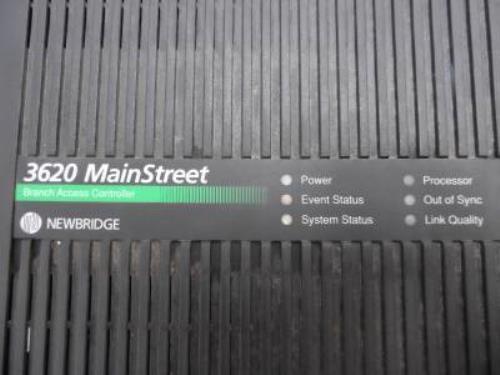 3620 MainStreet
Branch Access Controller
NEWBRIDGE
Power
Event Status
System Status
Processor
Out of Sync
Link Quality